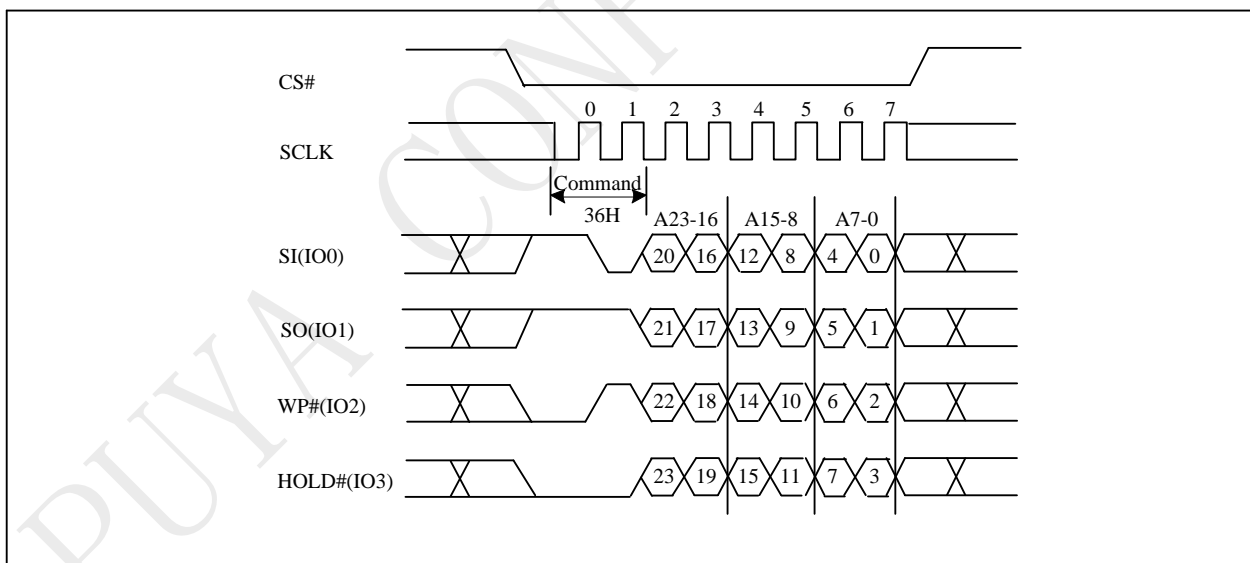 PUYA CONF
CS#
0 1 2 3 4 5 6 7
SCLK
Command
36H
A23-16 A15-8 A7-0
SI(IO0) 20 16 12 8 4 0
SO(IO1) 21 17 13 9 5 1
WP#(IO2) 22 18 14 10 6 2
HOLD#(IO3) 23 19 15 11 7 3